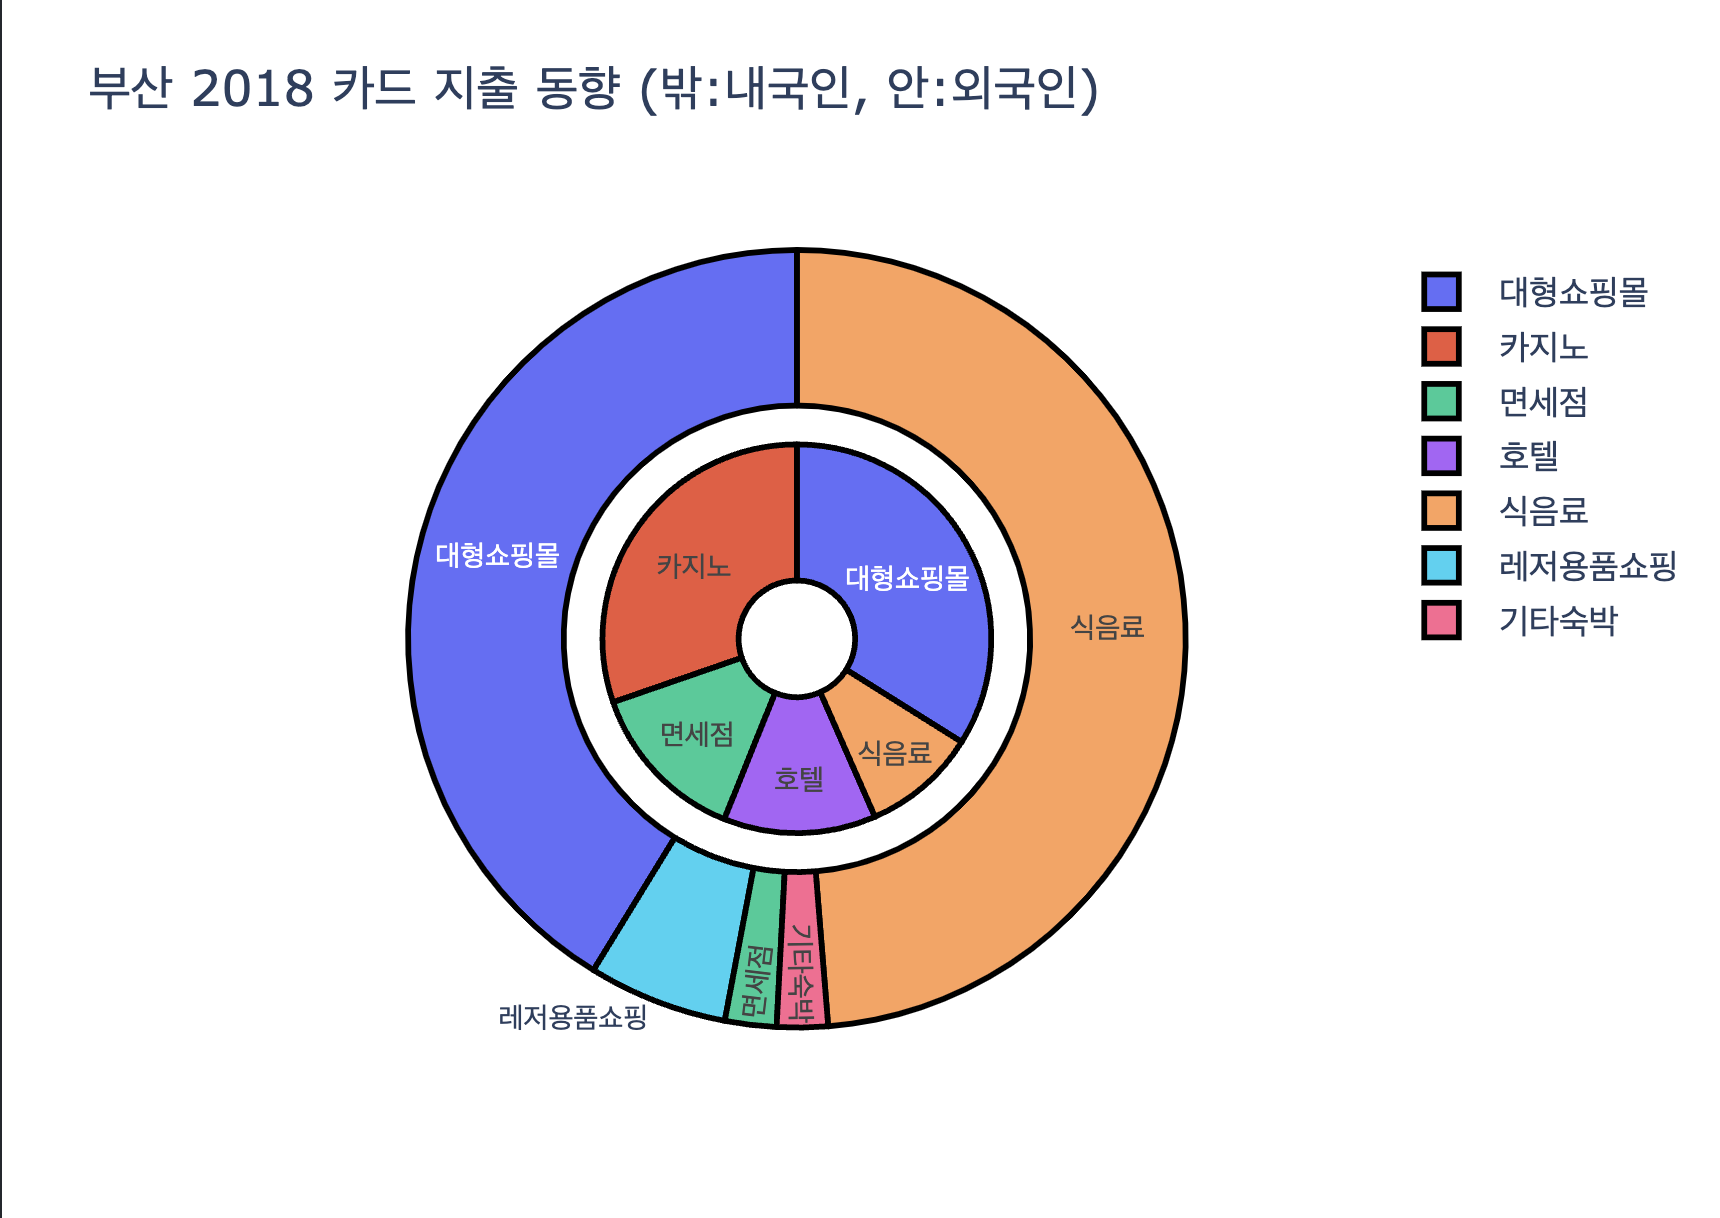 부산 2018 카드 지출 동향 (밖:내국인, 안:외국인)
대형쇼핑몰
카지노
면세점
호텔
식음료
레저용품쇼핑
기타숙박
대형쇼핑몰
카지노
대형쇼핑몰
식음료
면세점
식음료
호텔
면세점
기타숙박
레저용품쇼핑